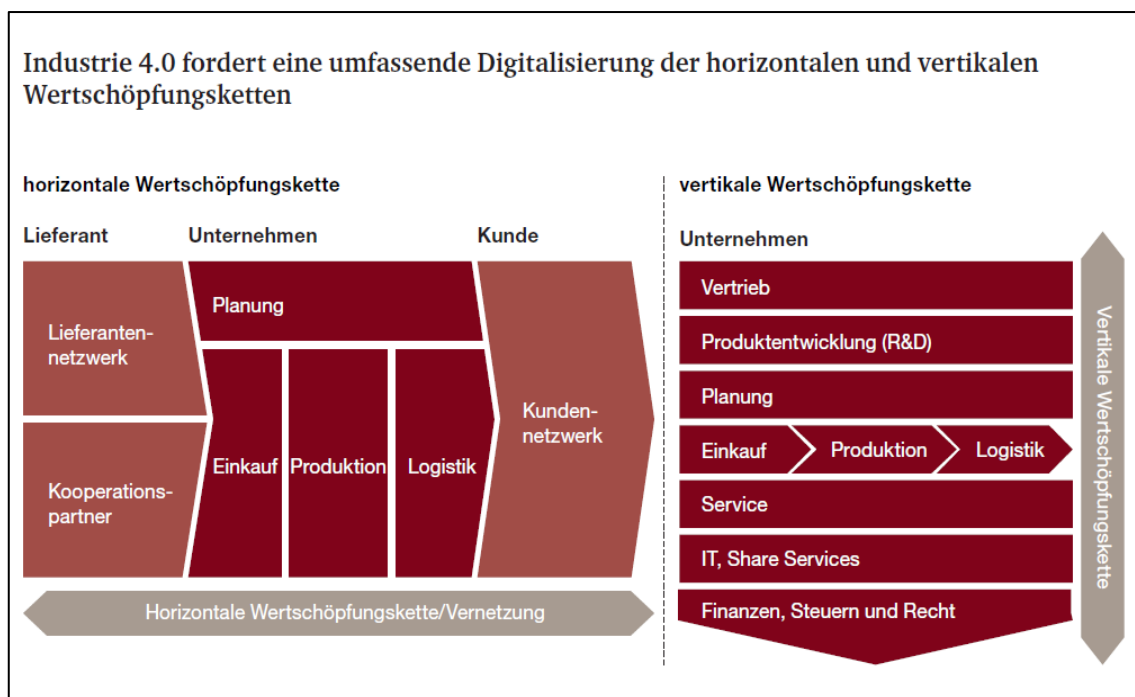 Industrie 4.0 fordert eine umfassende Digitalisierung der horizontalen und vertikalen
Wertschöpfungsketten
horizontale Wertschöpfungskette
Lieferant
Unternehmen
Kunde
Lieferanten-
netzwerk
Kooperations-
partner
Planung
Einkauf
Produktion
Logistik
Kunden-
netzwerk
Horizontale Wertschöpfungskette/Vernetzung
vertikale Wertschöpfungskette
Unternehmen
Vertrieb
Produktentwicklung (R&D)
Planung
Einkauf
Produktion
Logistik
Service
IT, Share Services
Finanzen, Steuern und Recht
Vertikale Wertschöpfungskette